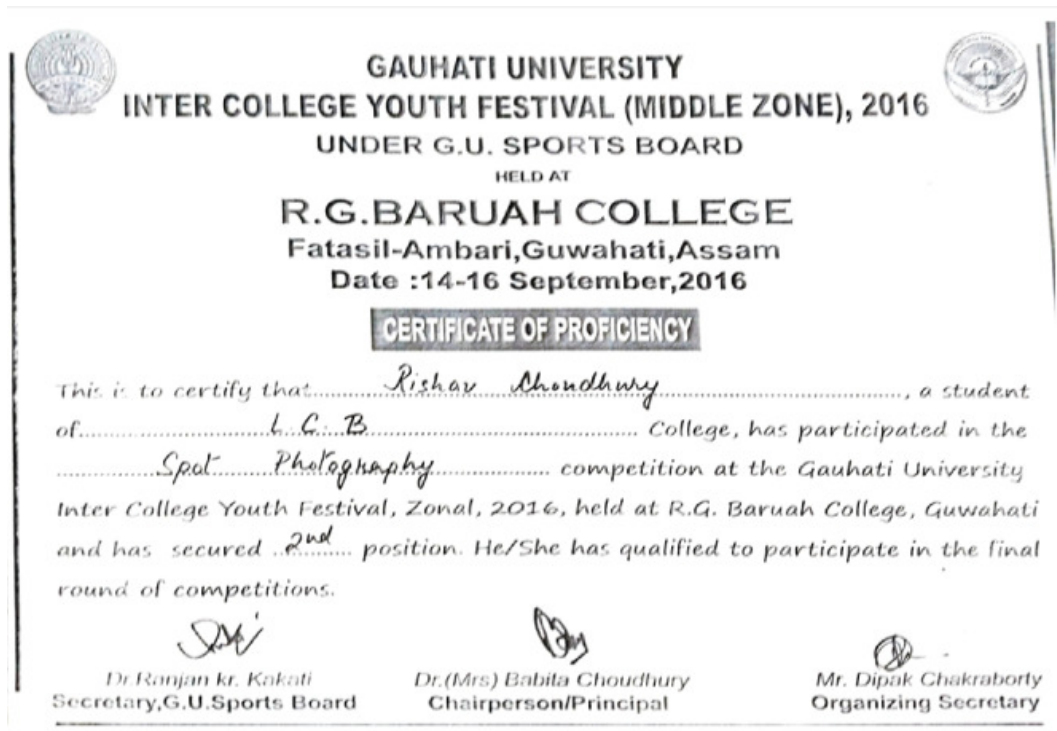 GAUHATI UNIVERSITY
INTER COLLEGE YOUTH FESTIVAL (MIDDLE ZONE), 2016
UNDER G.U. SPORTS BOARD
HELD AT
R.G.BARUAH COLLEGE
Fatasil-Ambari,Guwahati,Assam
Date :14-16 September,2016
CERTIFICATE OF PROFICIENCY
This is to certify that Rishav Choudhury, a student
of L.C.B College, has participated in the
Spot Photography competition at the Gauhati University
Inter College Youth Festival, Zonal, 2016, held at R.G. Baruah College, Guwahati
and has secured 2nd position. He/She has qualified to participate in the final
round of competitions.
Dr.Ranjan kr. Kakati Dr.(Mrs) Babita Choudhury Mr. Dipak Chakraborty
Secretary,G.U.Sports Board Chairperson/Principal Organizing Secretary